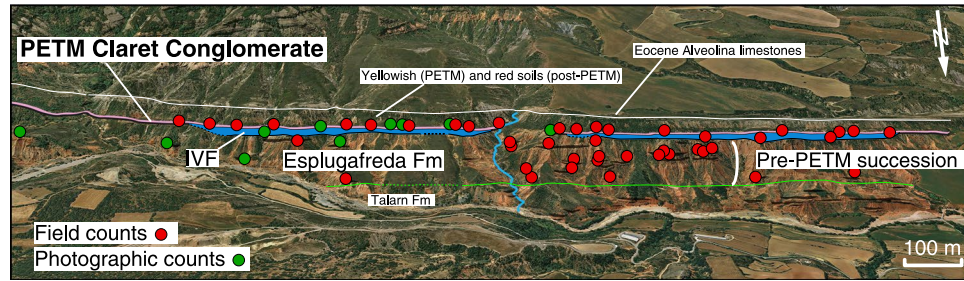 PETM Claret Conglomerate
Eocene Alveolina limestones
N
Yellowish (PETM) and red soils (post-PETM)
IVF
Esplugafreda Fm
Pre-PETM succession
Talarn Fm
Field counts
Photographic counts
100 m